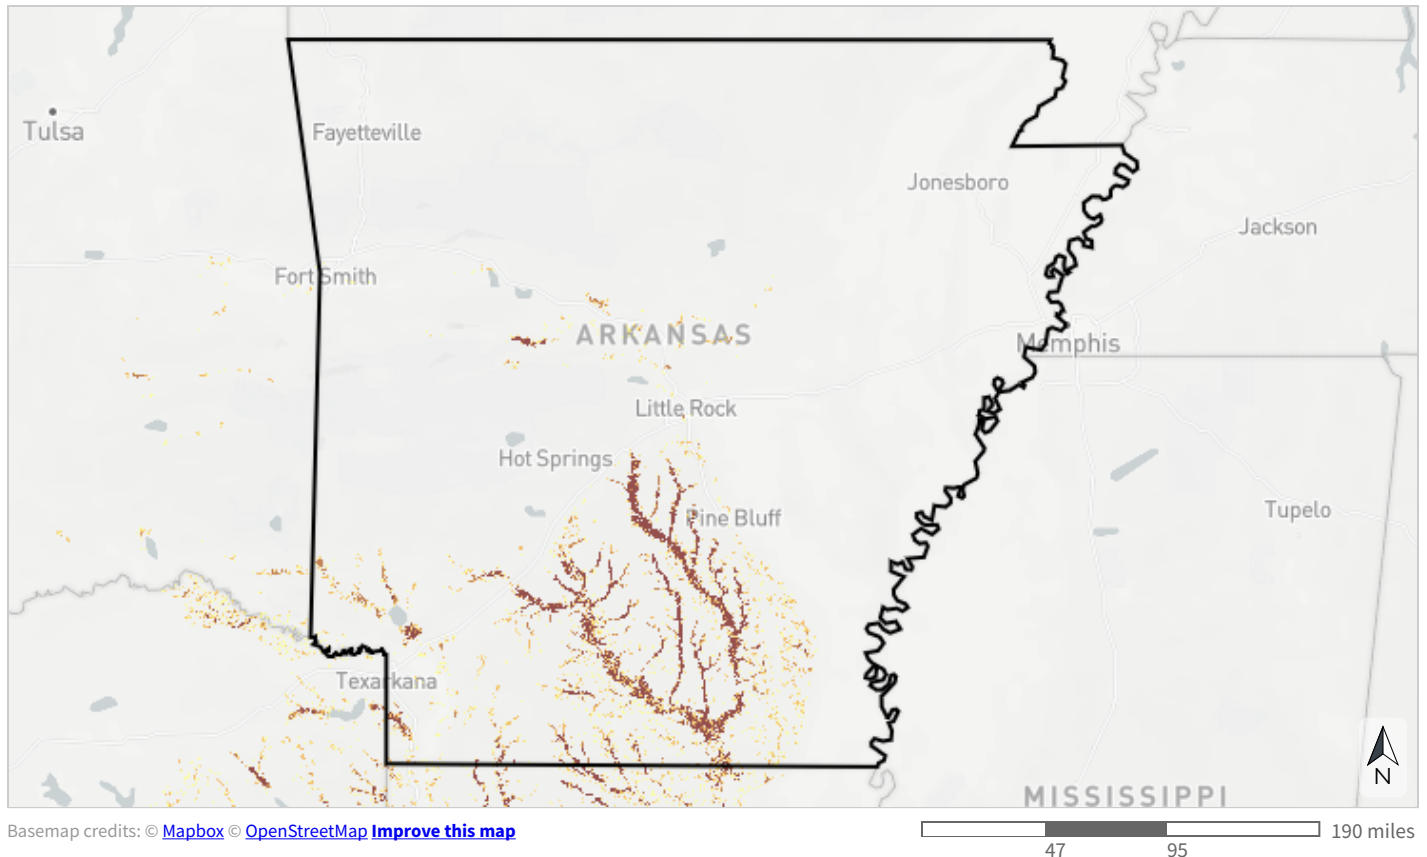 Tulsa
Fayetteville
Jonesboro
Jackson
Fort Smith
ARKANSAS
Memphis
Little Rock
Hot Springs
Pine Bluff
Tupelo
Texarkana
MISSISSIPPI
N
Basemap credits: © Mapbox © OpenStreetMap Improve this map
190 miles
47 95